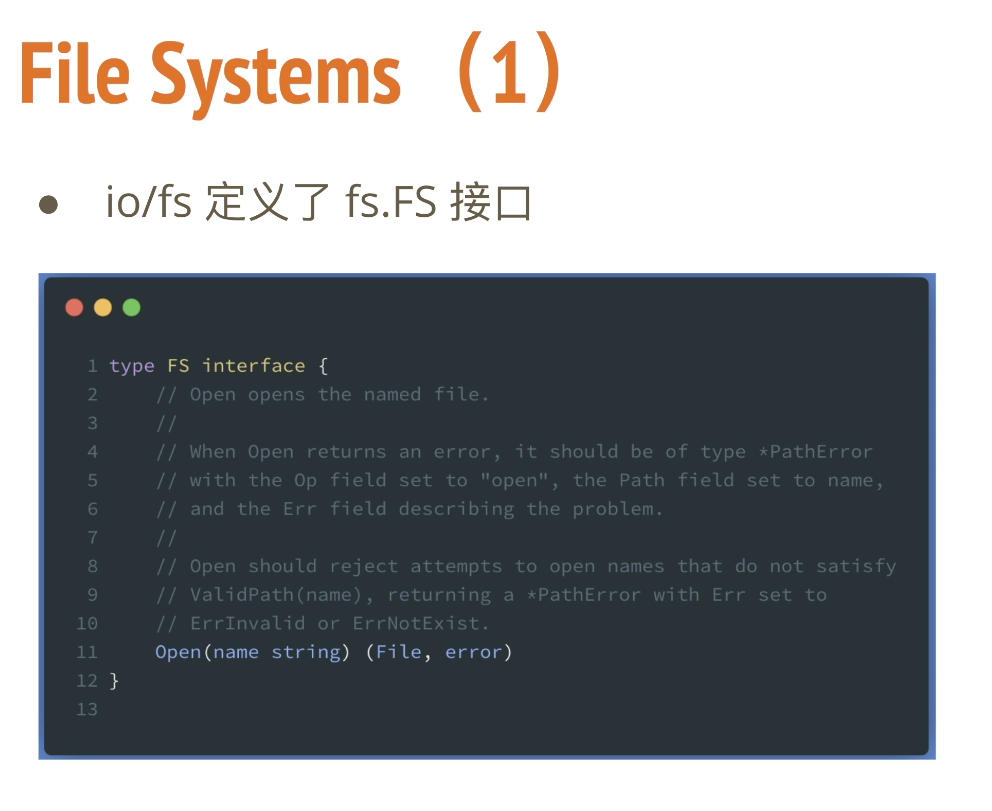 File Systems（1）
● io/fs 定义了 fs.FS 接口
1 type FS interface {
2     // Open opens the named file.
3     //
4     // When Open returns an error, it should be of type *PathError
5     // with the Op field set to "open", the Path field set to name,
6     // and the Err field describing the problem.
7     //
8     // Open should reject attempts to open names that do not satisfy
9     // ValidPath(name), returning a *PathError with Err set to
10     // ErrInvalid or ErrNotExist.
11     Open(name string) (File, error)
12 }
13